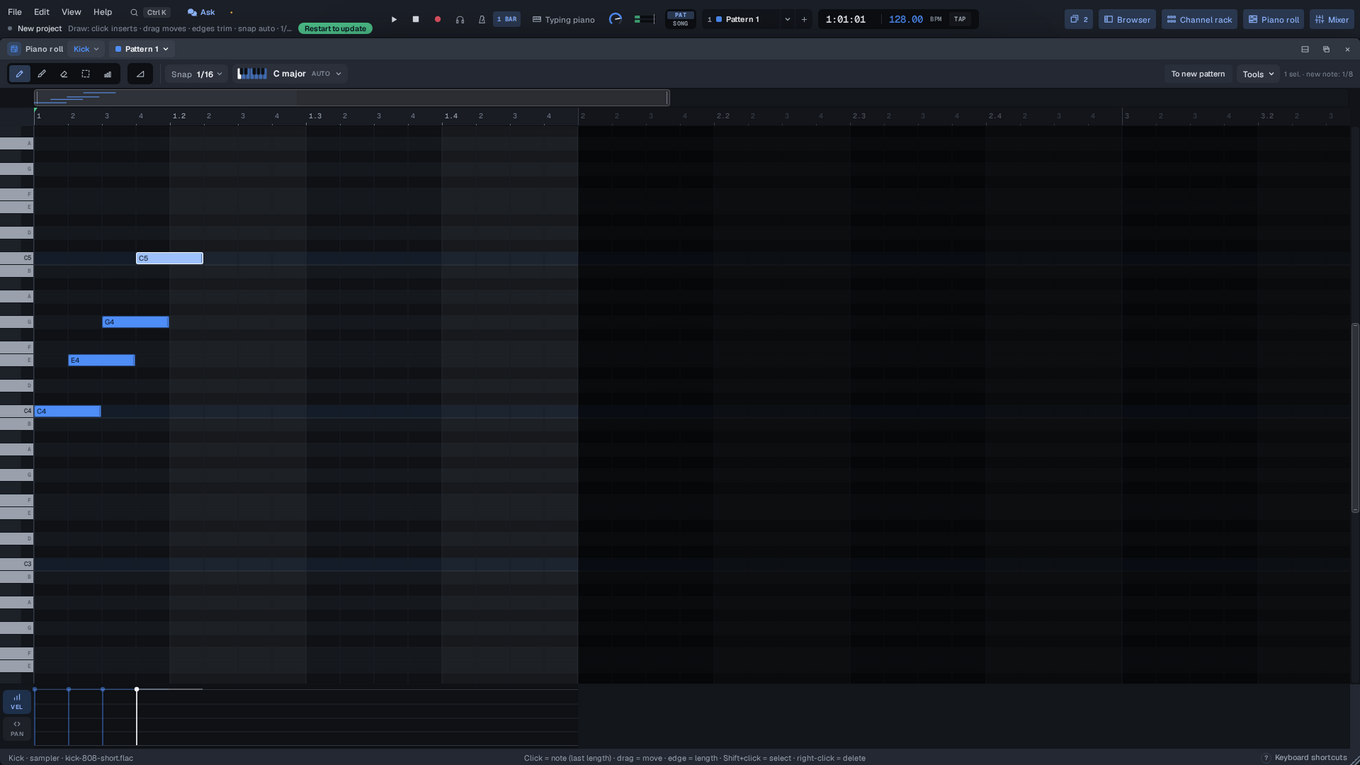 File Edit View Help Ctrl K Ask 1 BAR Typing piano PAT SONG 1 Pattern 1 + 1:01:01 128.00 BPM TAP 2 Browser Channel rack Piano roll Mixer
New project Draw: click inserts · drag moves · edges trim · snap auto · 1/... Restart to update
Piano roll Kick Pattern 1
Snap 1/16 C major AUTO To new pattern Tools 1 sel. · new note: 1/8
1 2 3 4 1.2 2 3 4 1.3 2 3 4 1.4 2 3 4 2 2 3 4 2.2 2 3 4 2.3 2 3 4 2.4 2 3 4 3 2 3 4 3.2 2 3
A
G
F
E
D
C5 C5
B
A
G G4
F
E E4
D
C4 C4
B
A
G
F
E
D
C3
B
A
G
F
E
VEL
PAN
Kick · sampler · kick-808-short.flac Click = note (last length) · drag = move · edge = length · Shift+click = select · right-click = delete ? Keyboard shortcuts